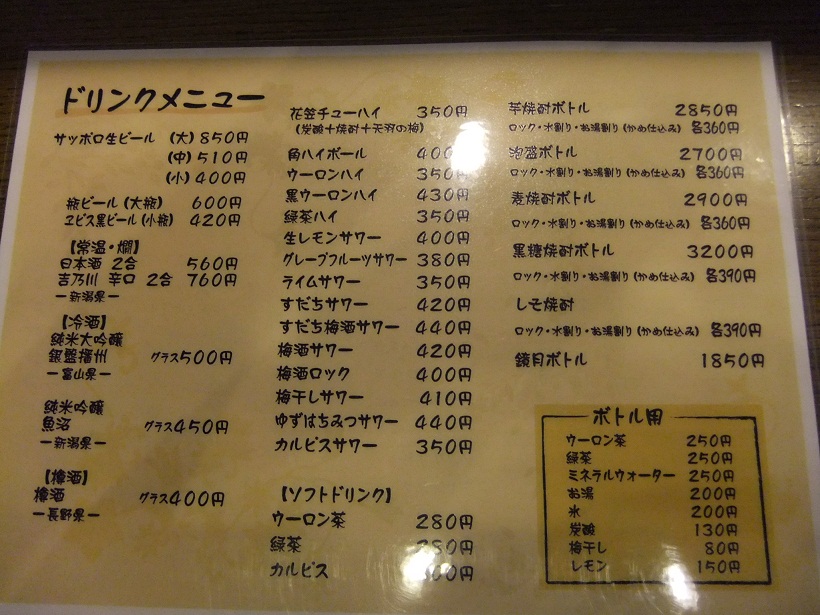 ドリンクメニュー
サッポロ生ビール (大) 850円
(中) 510円
(小) 400円
瓶ビール (大瓶) 600円
ヱビス黒ビール (小瓶) 420円
【常温・燗】
日本酒 2合 560円
吉乃川 辛口 2合 760円
－新潟県－
【冷酒】
純米大吟醸
銀盤播州 グラス500円
－富山県－
純米吟醸
魚沼 グラス450円
－新潟県－
【樽酒】
樽酒 グラス400円
－長野県－
花笠チューハイ 350円
(炭酸＋焼酎＋天羽の梅)
角ハイボール 400
ウーロンハイ 350円
黒ウーロンハイ 430円
緑茶ハイ 350円
生レモンサワー 400円
グレープフルーツサワー 380円
ライムサワー 350円
すだちサワー 420円
すだち梅酒サワー 440円
梅酒サワー 420円
梅酒ロック 400円
梅干しサワー 410円
ゆずはちみつサワー 440円
カルピスサワー 350円
【ソフトドリンク】
ウーロン茶 280円
緑茶 280円
カルピス 円
芋焼酎ボトル 2850円
ロック・水割り・お湯割り (かめ仕込み) 各360円
泡盛ボトル 2700円
ロック・水割り・お湯割り (かめ仕込み) 各360円
麦焼酎ボトル 2900円
ロック・水割り・お湯割り (かめ仕込み) 各360円
黒糖焼酎ボトル 3200円
ロック・水割り・お湯割り (かめ仕込み) 各390円
しそ焼酎
ロック・水割り・お湯割り (かめ仕込み) 各390円
鏡月ボトル 1850円
ボトル用
ウーロン茶 250円
緑茶 250円
ミネラルウォーター 250円
お湯 200円
氷 200円
炭酸 130円
梅干し 80円
レモン 150円